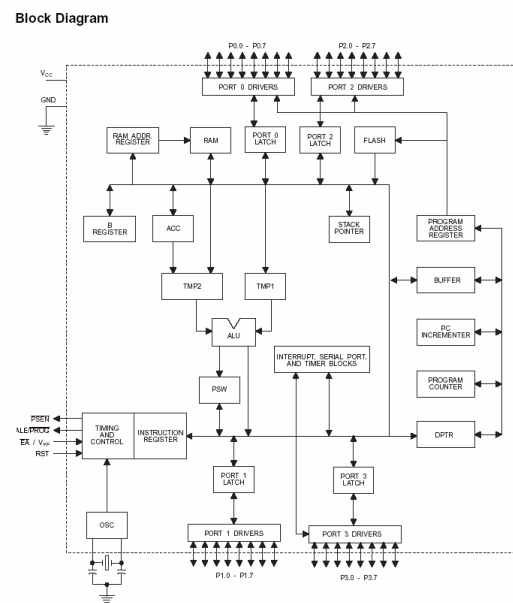 Block Diagram
P0.0 - P0.7
P2.0 - P2.7
VCC
GND
PORT 0 DRIVERS
PORT 2 DRIVERS
RAM ADDR.
REGISTER
RAM
PORT 0
LATCH
PORT 2
LATCH
FLASH
B
REGISTER
ACC
STACK
POINTER
PROGRAM
ADDRESS
REGISTER
TMP2
TMP1
BUFFER
ALU
PC
INCREMENTER
INTERRUPT, SERIAL PORT,
AND TIMER BLOCKS
PSW
PROGRAM
COUNTER
PSEN
ALE/PROG
EA / VPP
RST
TIMING
AND
CONTROL
INSTRUCTION
REGISTER
DPTR
PORT 1
LATCH
PORT 3
LATCH
OSC
PORT 1 DRIVERS
PORT 3 DRIVERS
P1.0 - P1.7
P3.0 - P3.7